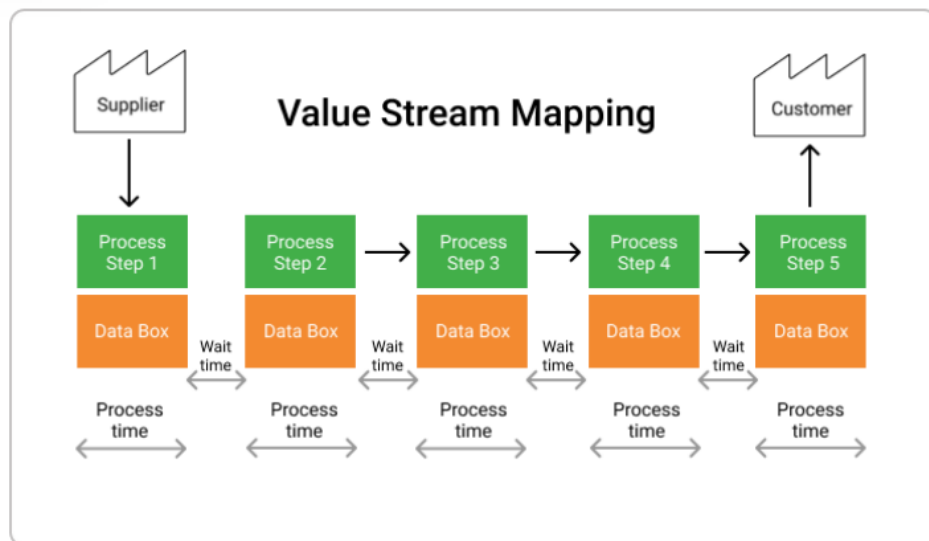 Supplier
Value Stream Mapping
Customer
Process
Step 1
Process
Step 2
Process
Step 3
Process
Step 4
Process
Step 5
Data Box
Data Box
Data Box
Data Box
Data Box
Wait
time
Wait
time
Wait
time
Wait
time
Process
time
Process
time
Process
time
Process
time
Process
time